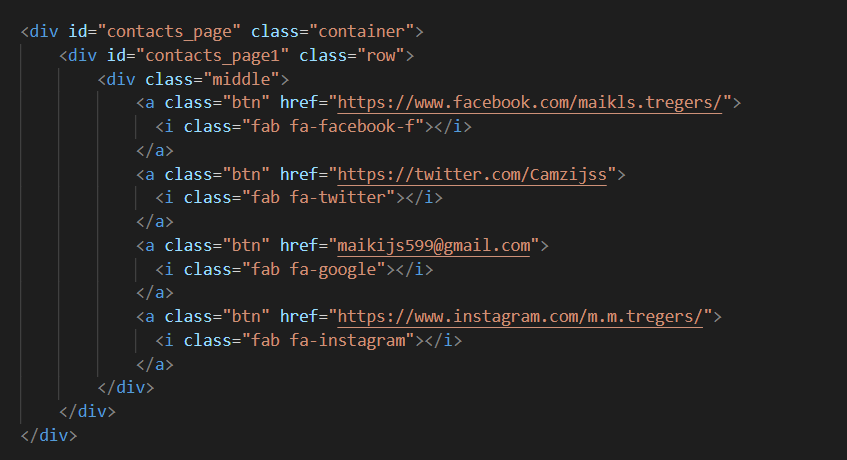 <div id="contacts_page" class="container">
<div id="contacts_page1" class="row">
<div class="middle">
<a class="btn" href="https://www.facebook.com/maikls.tregers/">
<i class="fab fa-facebook-f"></i>
</a>
<a class="btn" href="https://twitter.com/Camzijss">
<i class="fab fa-twitter"></i>
</a>
<a class="btn" href="maikijs599@gmail.com">
<i class="fab fa-google"></i>
</a>
<a class="btn" href="https://www.instagram.com/m.m.tregers/">
<i class="fab fa-instagram"></i>
</a>
</div>
</div>
</div>